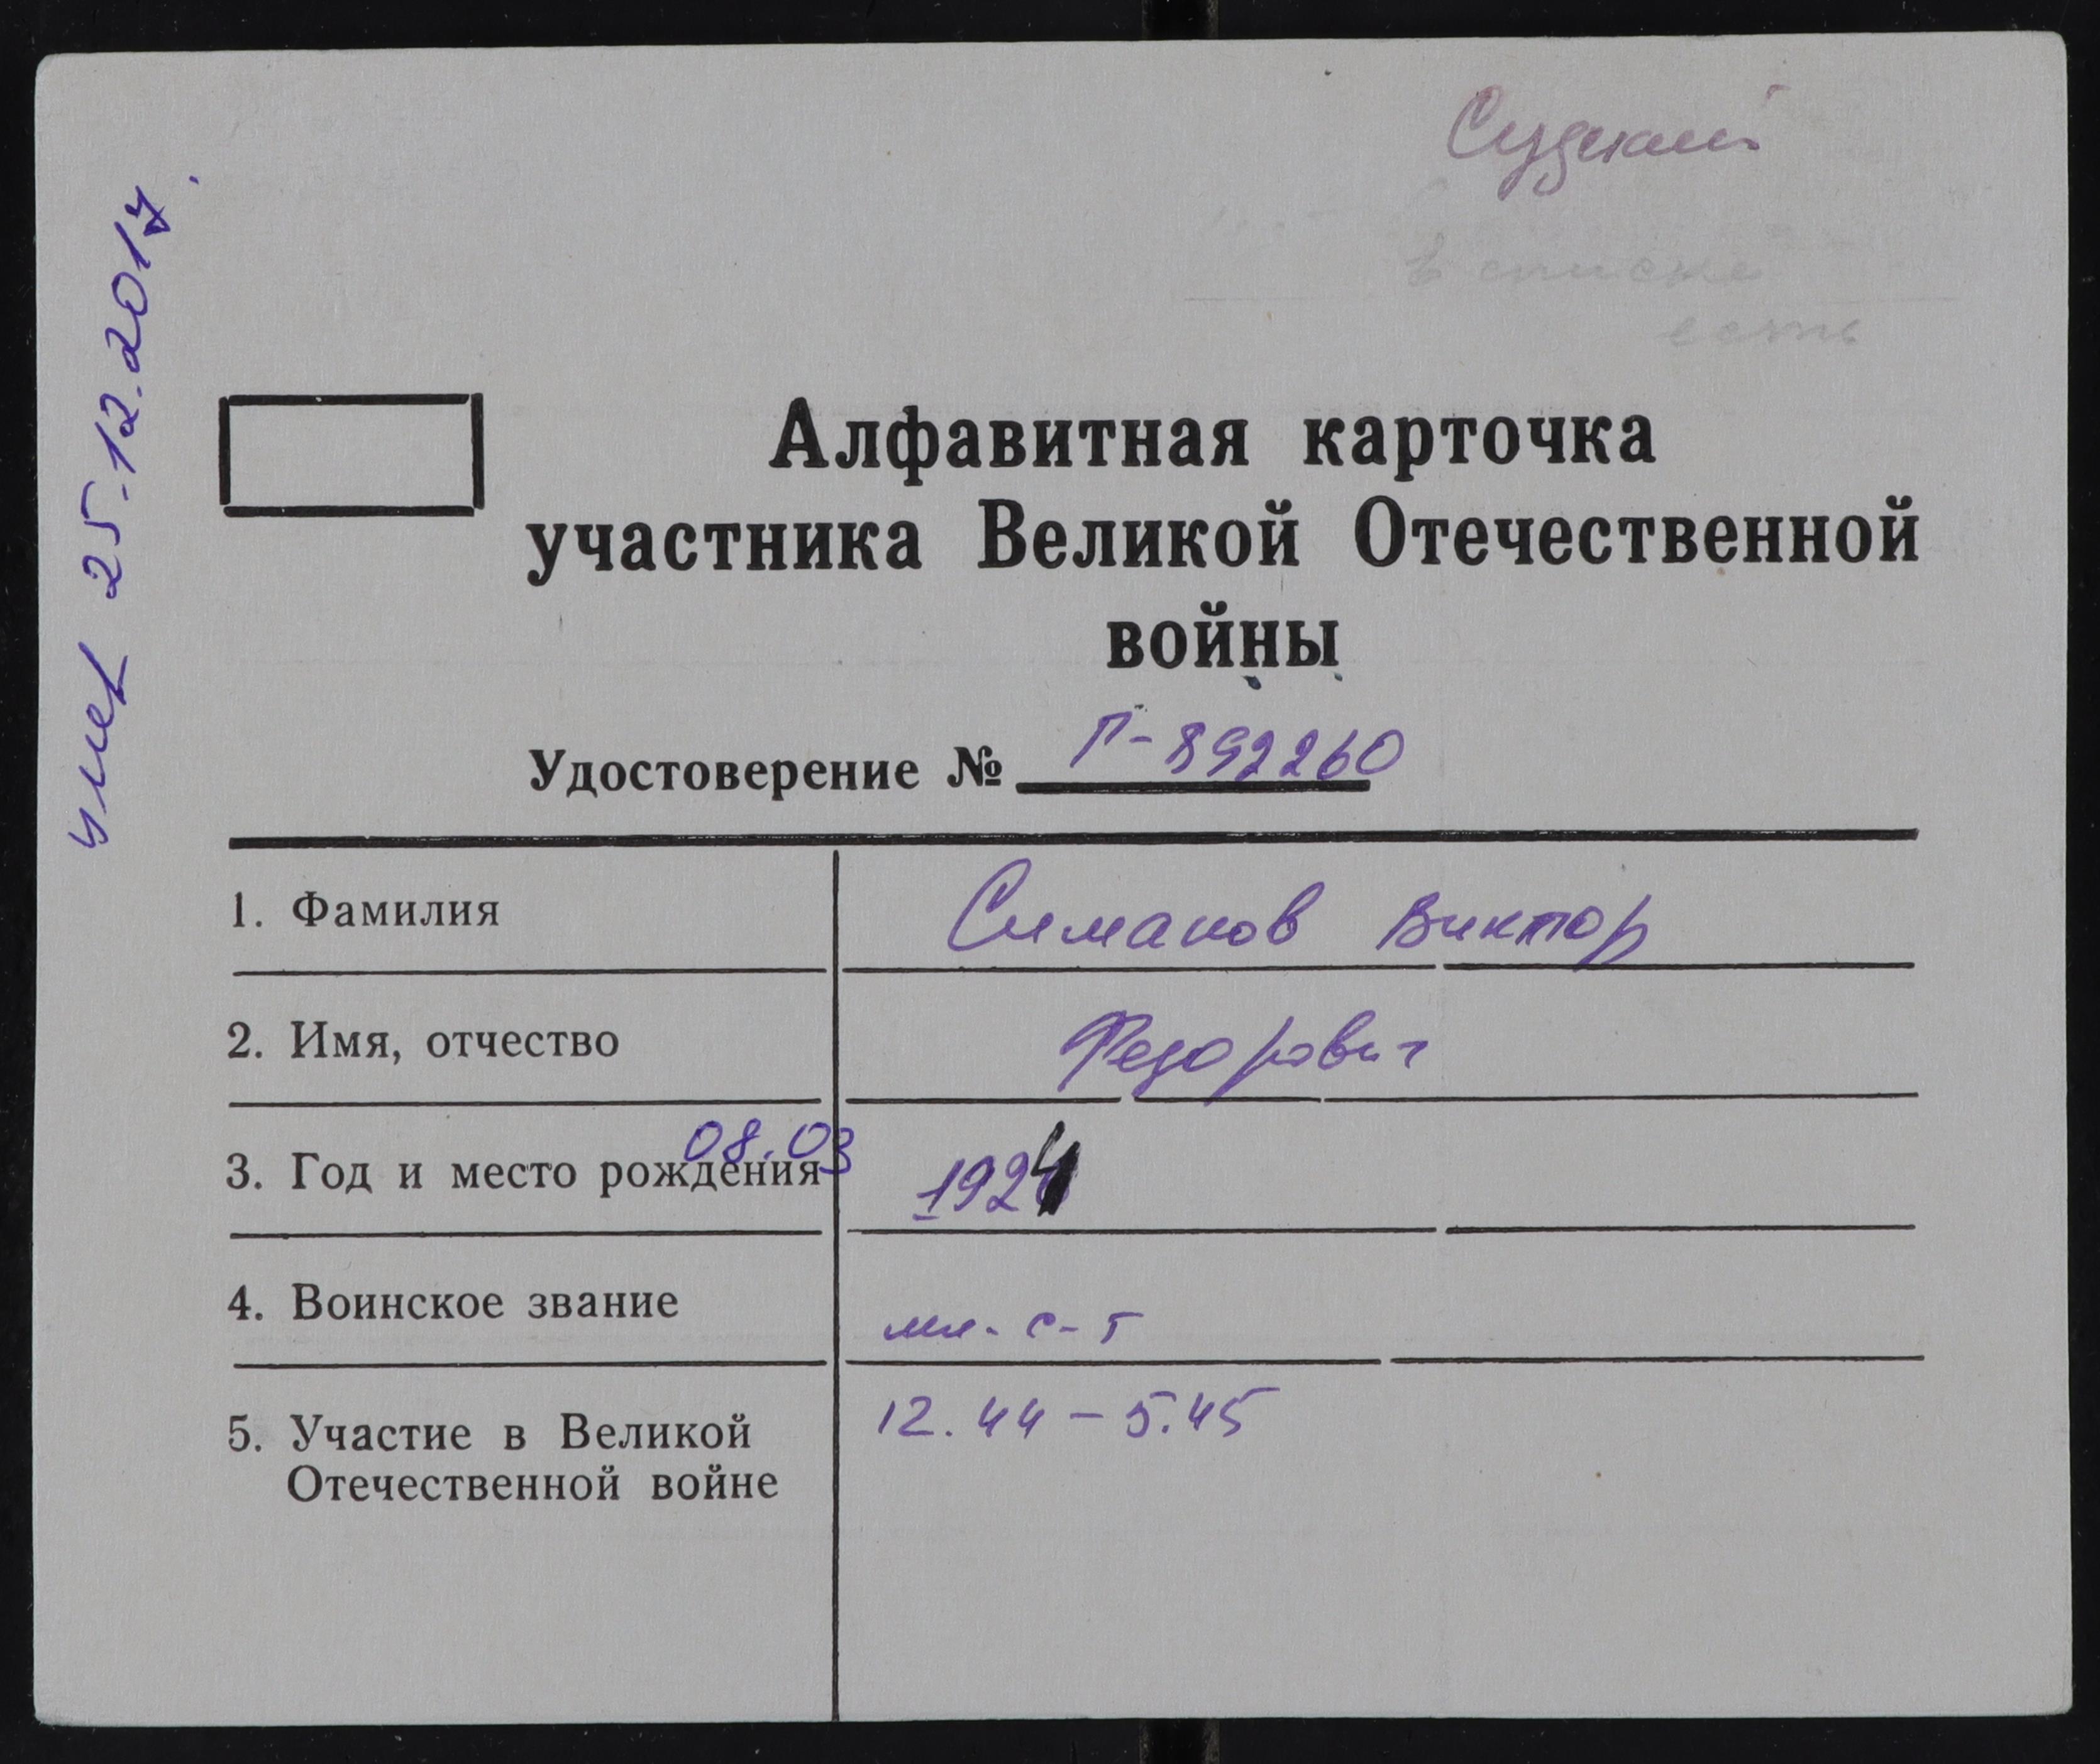 Судский
в списке
есть
умер 25.12.2017.
Алфавитная карточка
участника Великой Отечественной
войны
Удостоверение № Г-892260
1. Фамилия Симанов Виктор
2. Имя, отчество Федорович
3. Год и место рождения 08.03 1924
4. Воинское звание мл. с-т
5. Участие в Великой 12.44 – 5.45
Отечественной войне